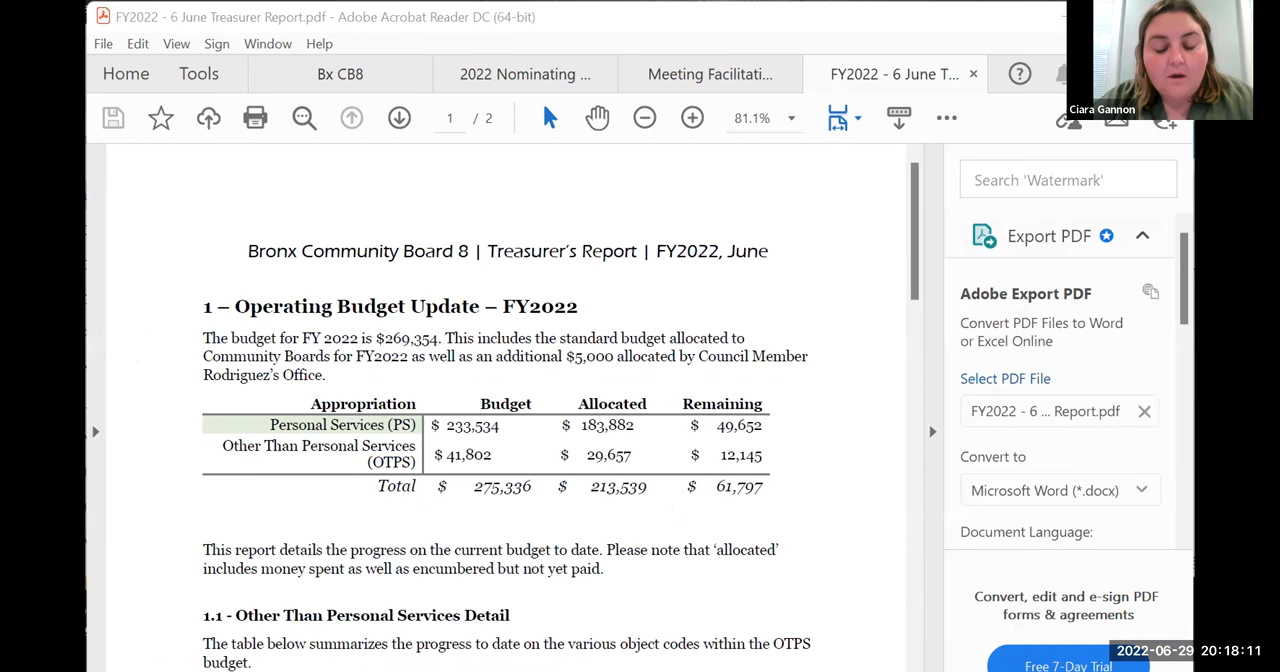 FY2022 - 6 June Treasurer Report.pdf - Adobe Acrobat Reader DC (64-bit)
File Edit View Sign Window Help
Home Tools Bx CB8 2022 Nominating ... Meeting Facilitati... FY2022 - 6 June T... ×
1 / 2 81.1%
Ciara Gannon
Bronx Community Board 8 | Treasurer's Report | FY2022, June
1 – Operating Budget Update – FY2022
The budget for FY 2022 is $269,354. This includes the standard budget allocated to
Community Boards for FY2022 as well as an additional $5,000 allocated by Council Member
Rodriguez's Office.
Appropriation Budget Allocated Remaining
Personal Services (PS) $ 233,534 $ 183,882 $ 49,652
Other Than Personal Services
(OTPS) $ 41,802 $ 29,657 $ 12,145
Total $ 275,336 $ 213,539 $ 61,797
This report details the progress on the current budget to date. Please note that 'allocated'
includes money spent as well as encumbered but not yet paid.
1.1 - Other Than Personal Services Detail
The table below summarizes the progress to date on the various object codes within the OTPS
budget.
Search 'Watermark'
Export PDF
Adobe Export PDF
Convert PDF Files to Word
or Excel Online
Select PDF File
FY2022 - 6 ... Report.pdf
Convert to
Microsoft Word (*.docx)
Document Language:
Convert, edit and e-sign PDF
forms & agreements
Free 7-Day Trial
2022-06-29 20:18:11